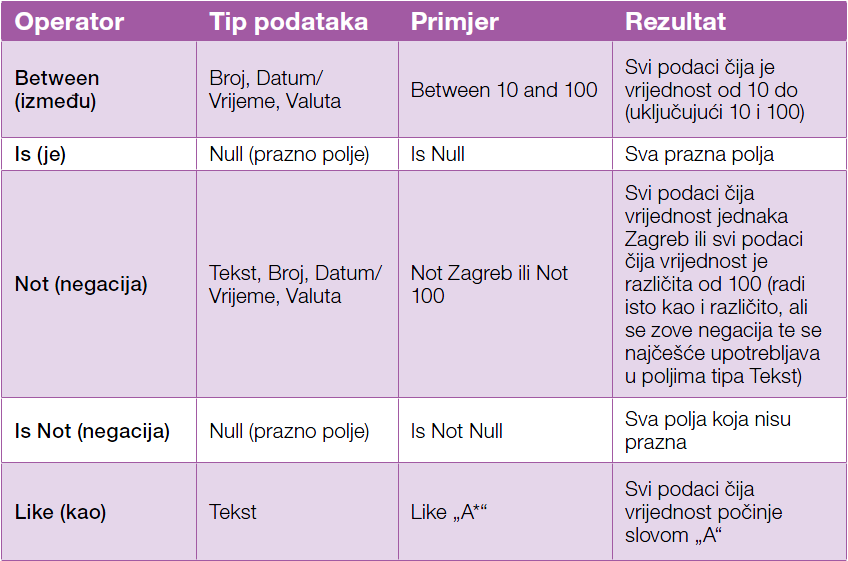 Operator Tip podataka Primjer Rezultat
Between
(između)
Broj, Datum/
Vrijeme, Valuta
Between 10 and 100
Svi podaci čija je
vrijednost od 10 do
(uključujući 10 i 100)
Is (je)
Null (prazno polje)
Is Null
Sva prazna polja
Not (negacija)
Tekst, Broj, Datum/
Vrijeme, Valuta
Not Zagreb ili Not
100
Svi podaci čija
vrijednost jednaka
Zagreb ili svi podaci
čija vrijednost je
različita od 100 (radi
isto kao i različito, ali
se zove negacija te se
najčešće upotrebljava
u poljima tipa Tekst)
Is Not (negacija)
Null (prazno polje)
Is Not Null
Sva polja koja nisu
prazna
Like (kao)
Tekst
Like „A*“
Svi podaci čija
vrijednost počinje
slovom „A“